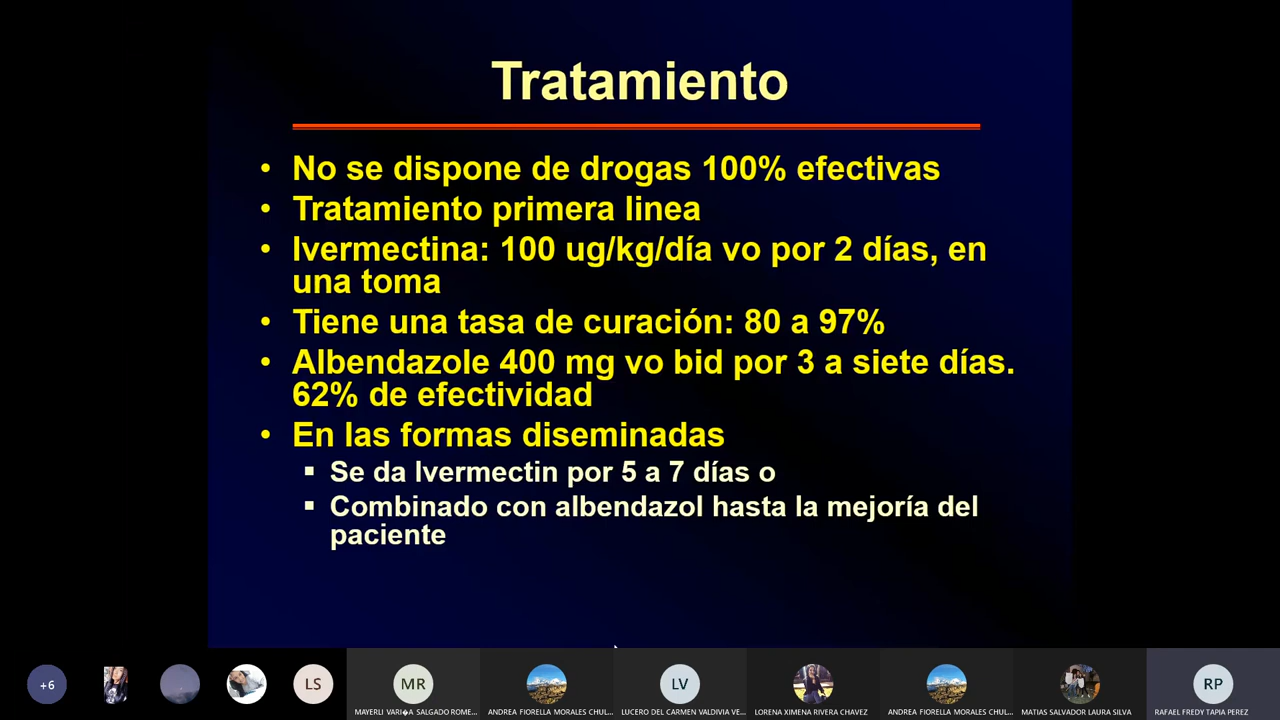 Tratamiento
• No se dispone de drogas 100% efectivas
• Tratamiento primera linea
• Ivermectina: 100 ug/kg/día vo por 2 días, en
una toma
• Tiene una tasa de curación: 80 a 97%
• Albendazole 400 mg vo bid por 3 a siete días.
62% de efectividad
• En las formas diseminadas
▪ Se da Ivermectin por 5 a 7 días o
▪ Combinado con albendazol hasta la mejoría del
paciente
+6
LS
MR
LV
RP
MAYERLI VARI�A SALGADO ROME...
ANDREA FIORELLA MORALES CHUL...
LUCERO DEL CARMEN VALDIVIA VE...
LORENA XIMENA RIVERA CHAVEZ
ANDREA FIORELLA MORALES CHUL...
MATIAS SALVADOR LAURA SILVA
RAFAEL FREDY TAPIA PEREZ